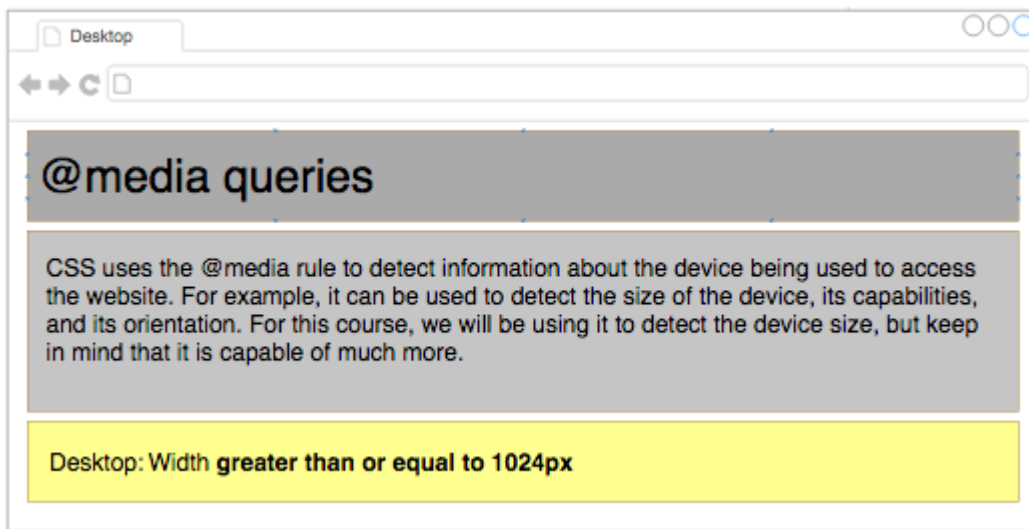 Desktop
@media queries
CSS uses the @media rule to detect information about the device being used to access
the website. For example, it can be used to detect the size of the device, its capabilities,
and its orientation. For this course, we will be using it to detect the device size, but keep
in mind that it is capable of much more.
Desktop: Width greater than or equal to 1024px